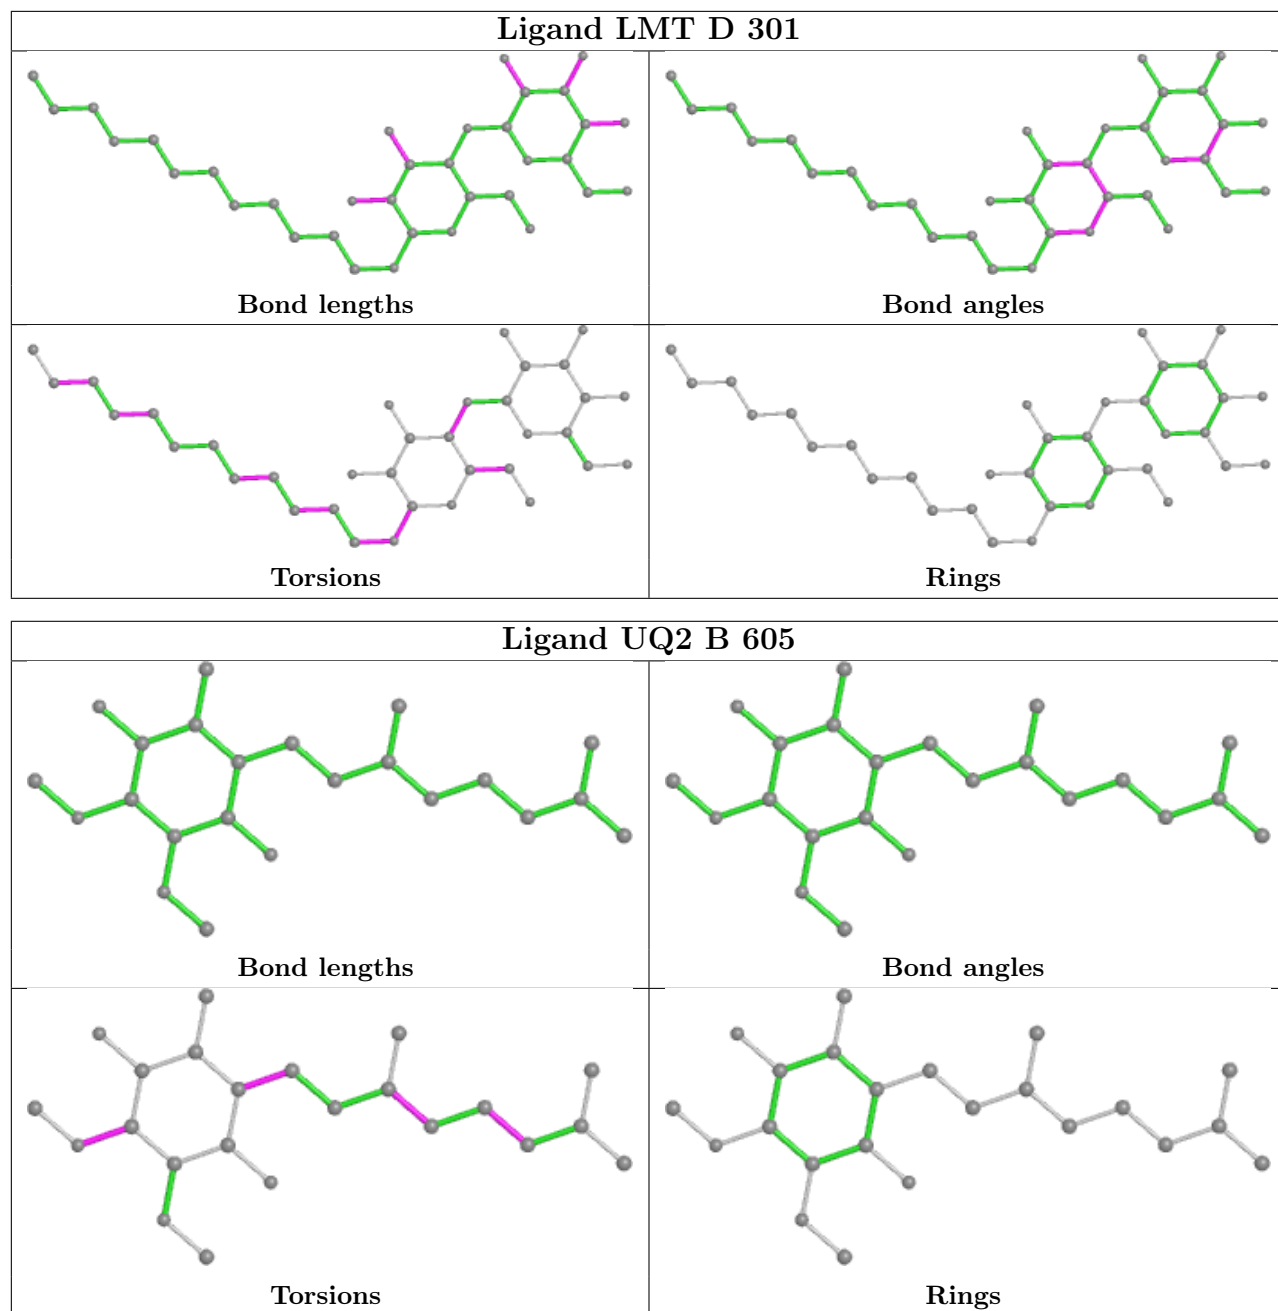 Ligand LMT D 301
Bond lengths
Bond angles
Torsions
Rings
Ligand UQ2 B 605
Bond lengths
Bond angles
Torsions
Rings